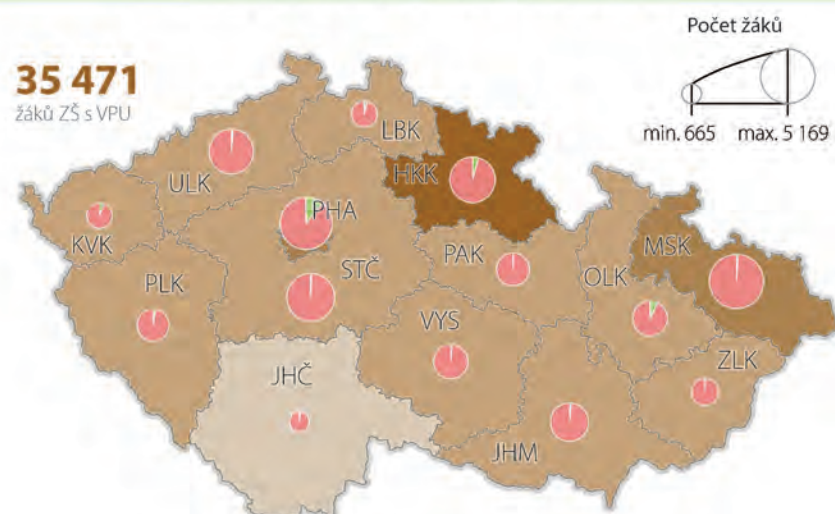 35 471
žáků ZŠ s VPU
Počet žáků
min. 665 max. 5 169
LBK
ULK
HKK
PHA
KVK
MSK
PAK
STČ
OLK
PLK
VYS
ZLK
JHČ
JHM